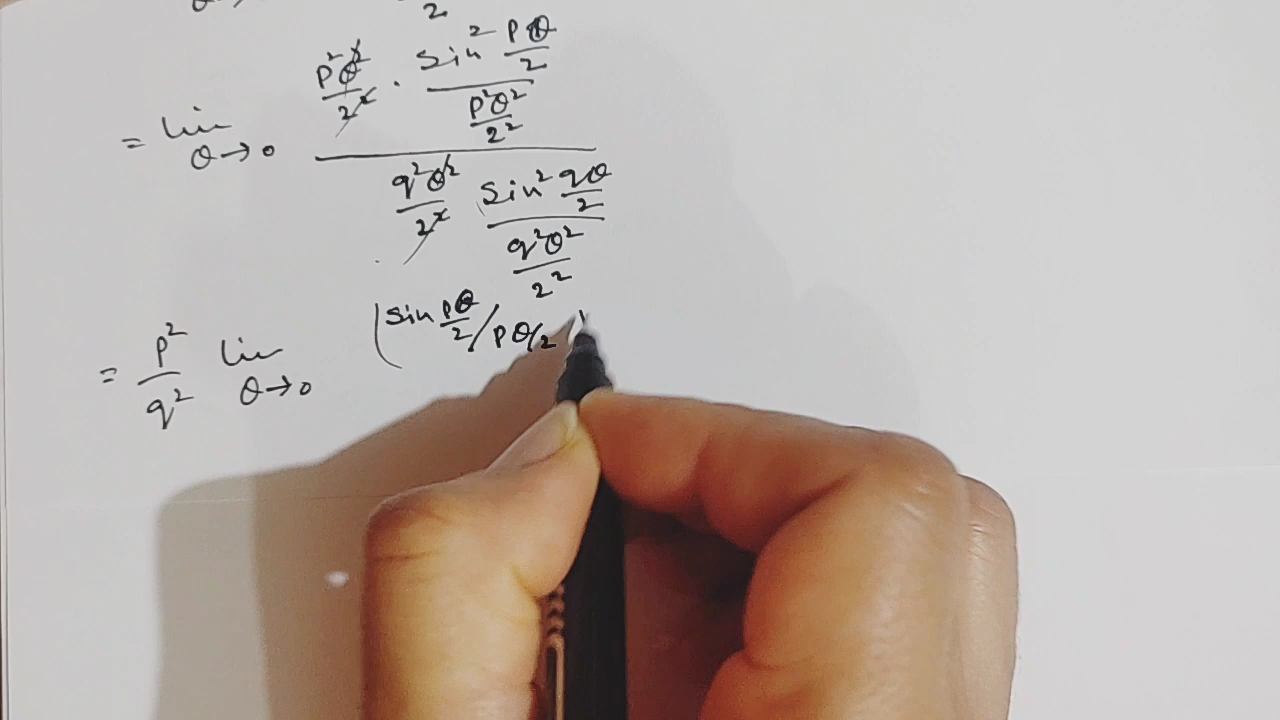 2
= lim θ→0 (p²θ²/2² · sin² pθ/2 / (p²θ²/2²)) / (q²θ²/2² sin² qθ/2 / (q²θ²/2²))
= p²/q² lim θ→0 (sin pθ/2 / pθ/2